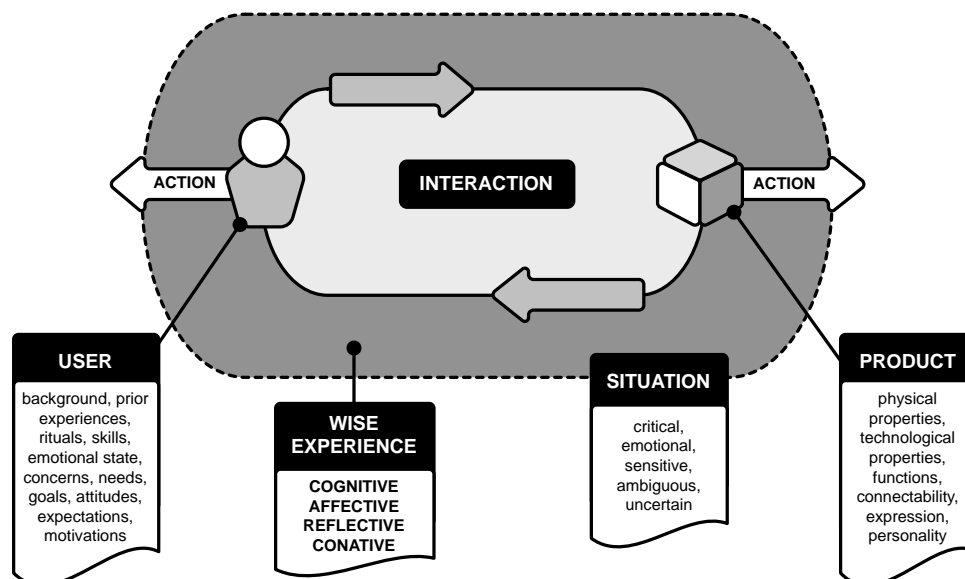 INTERACTION
ACTION
ACTION
USER
background, prior
experiences,
rituals, skills,
emotional state,
concerns, needs,
goals, attitudes,
expectations,
motivations
WISE
EXPERIENCE
COGNITIVE
AFFECTIVE
REFLECTIVE
CONATIVE
SITUATION
critical,
emotional,
sensitive,
ambiguous,
uncertain
PRODUCT
physical
properties,
technological
properties,
functions,
connectability,
expression,
personality